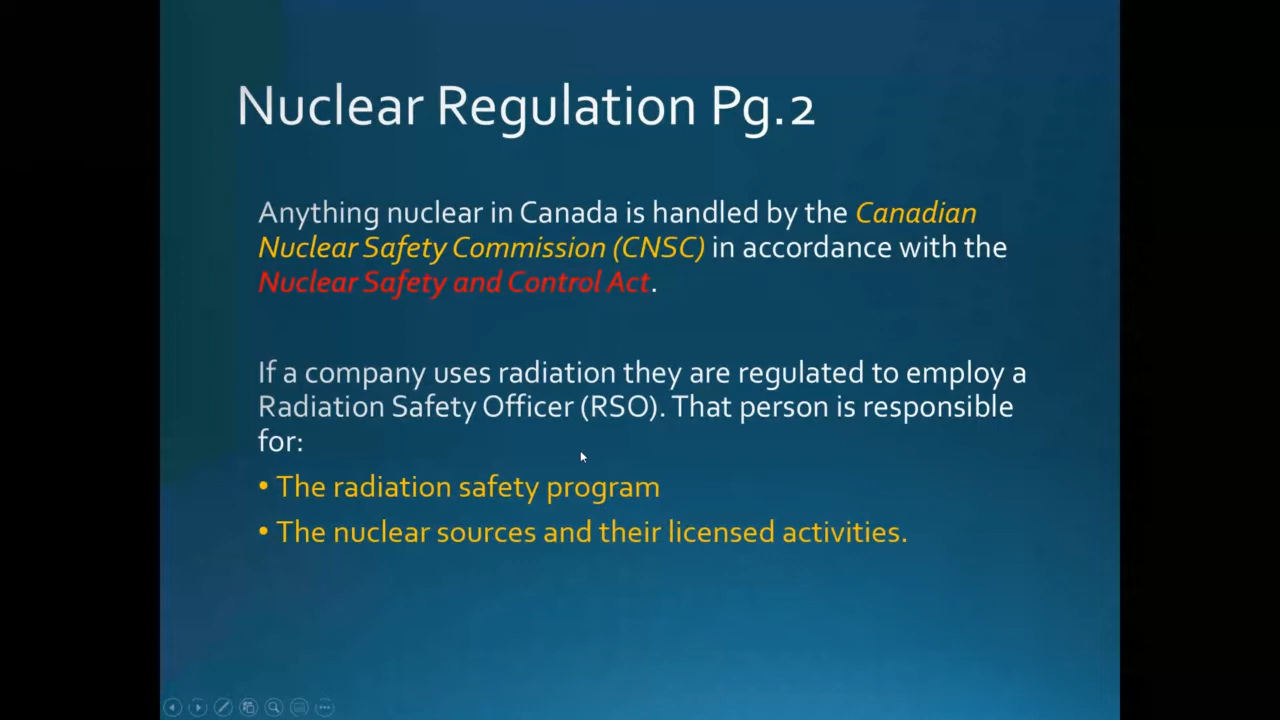 Nuclear Regulation Pg.2
Anything nuclear in Canada is handled by the Canadian
Nuclear Safety Commission (CNSC) in accordance with the
Nuclear Safety and Control Act.
If a company uses radiation they are regulated to employ a
Radiation Safety Officer (RSO). That person is responsible
for:
• The radiation safety program
• The nuclear sources and their licensed activities.